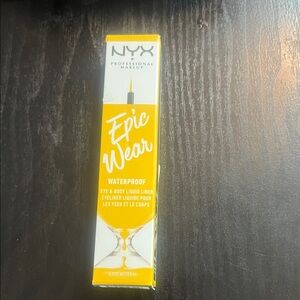 NYX
PROFESSIONAL
MAKEUP
Epic
Wear
WATERPROOF
EYE & BODY LIQUID LINER
EYELINER LIQUIDE POUR
LES YEUX ET LE CORPS